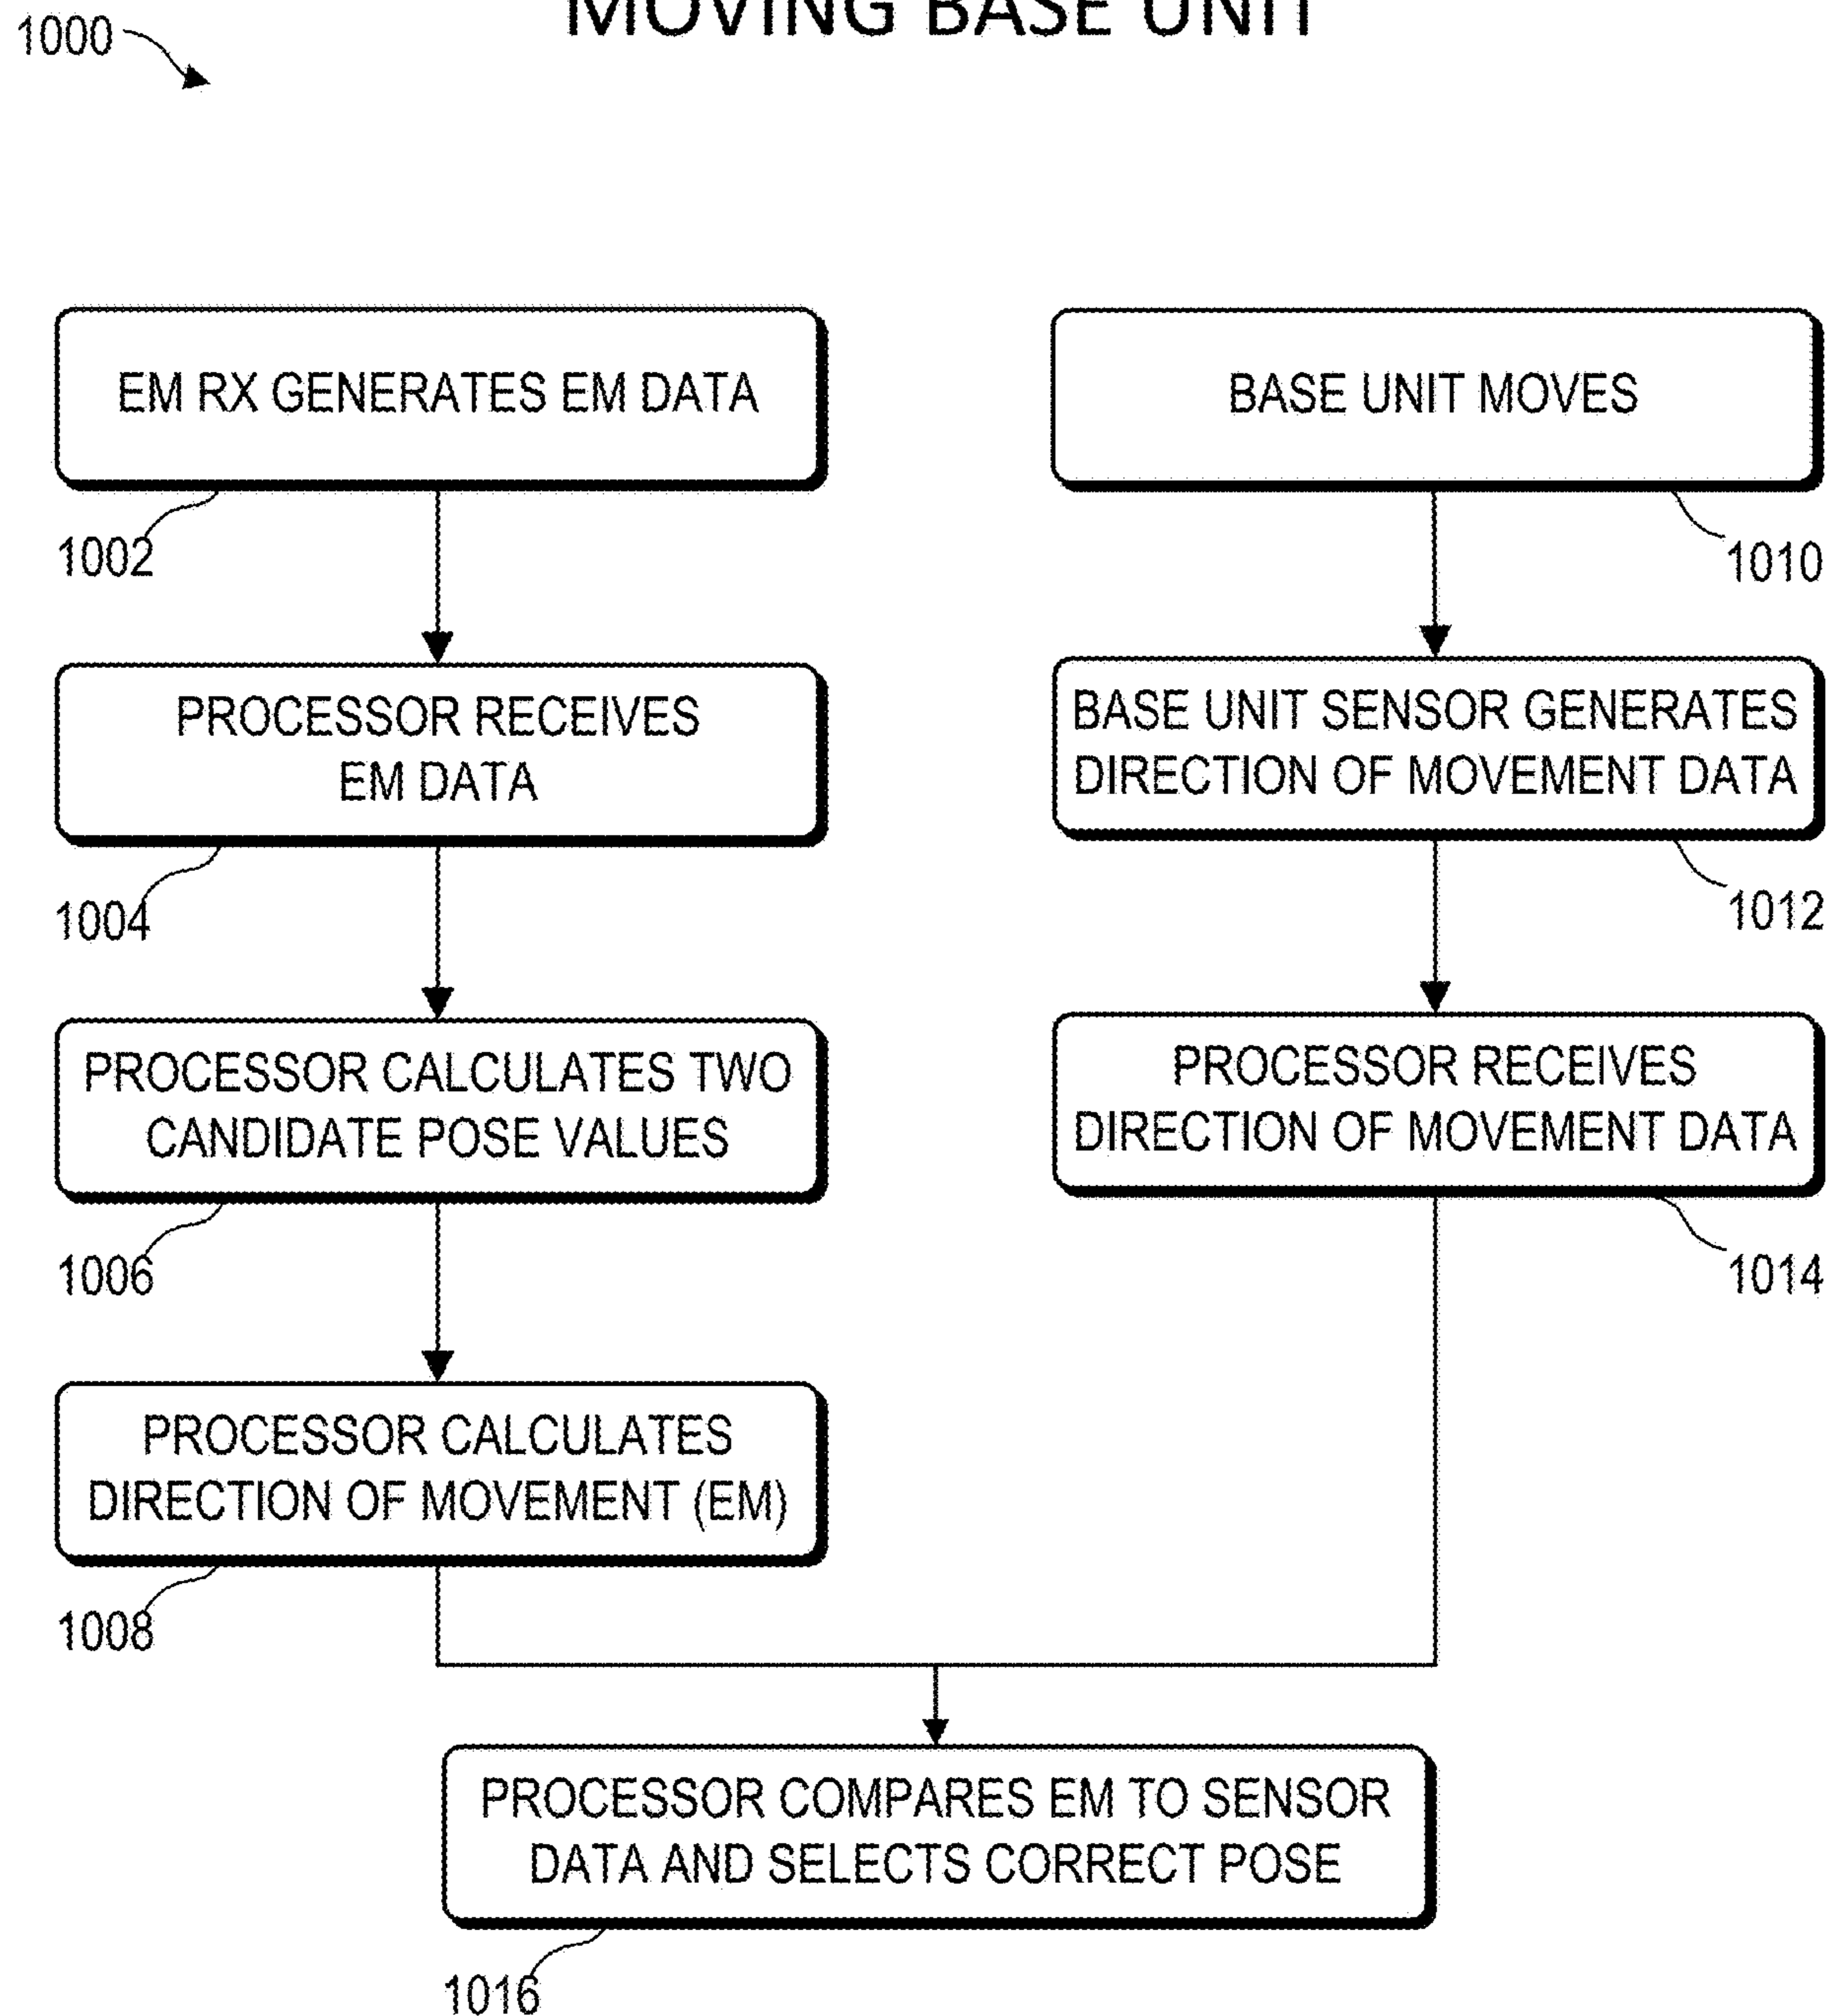 MOVING BASE UNIT
1000
EM RX GENERATES EM DATA
1002
PROCESSOR RECEIVES
EM DATA
1004
PROCESSOR CALCULATES TWO
CANDIDATE POSE VALUES
1006
PROCESSOR CALCULATES
DIRECTION OF MOVEMENT (EM)
1008
BASE UNIT MOVES
1010
BASE UNIT SENSOR GENERATES
DIRECTION OF MOVEMENT DATA
1012
PROCESSOR RECEIVES
DIRECTION OF MOVEMENT DATA
1014
PROCESSOR COMPARES EM TO SENSOR
DATA AND SELECTS CORRECT POSE
1016